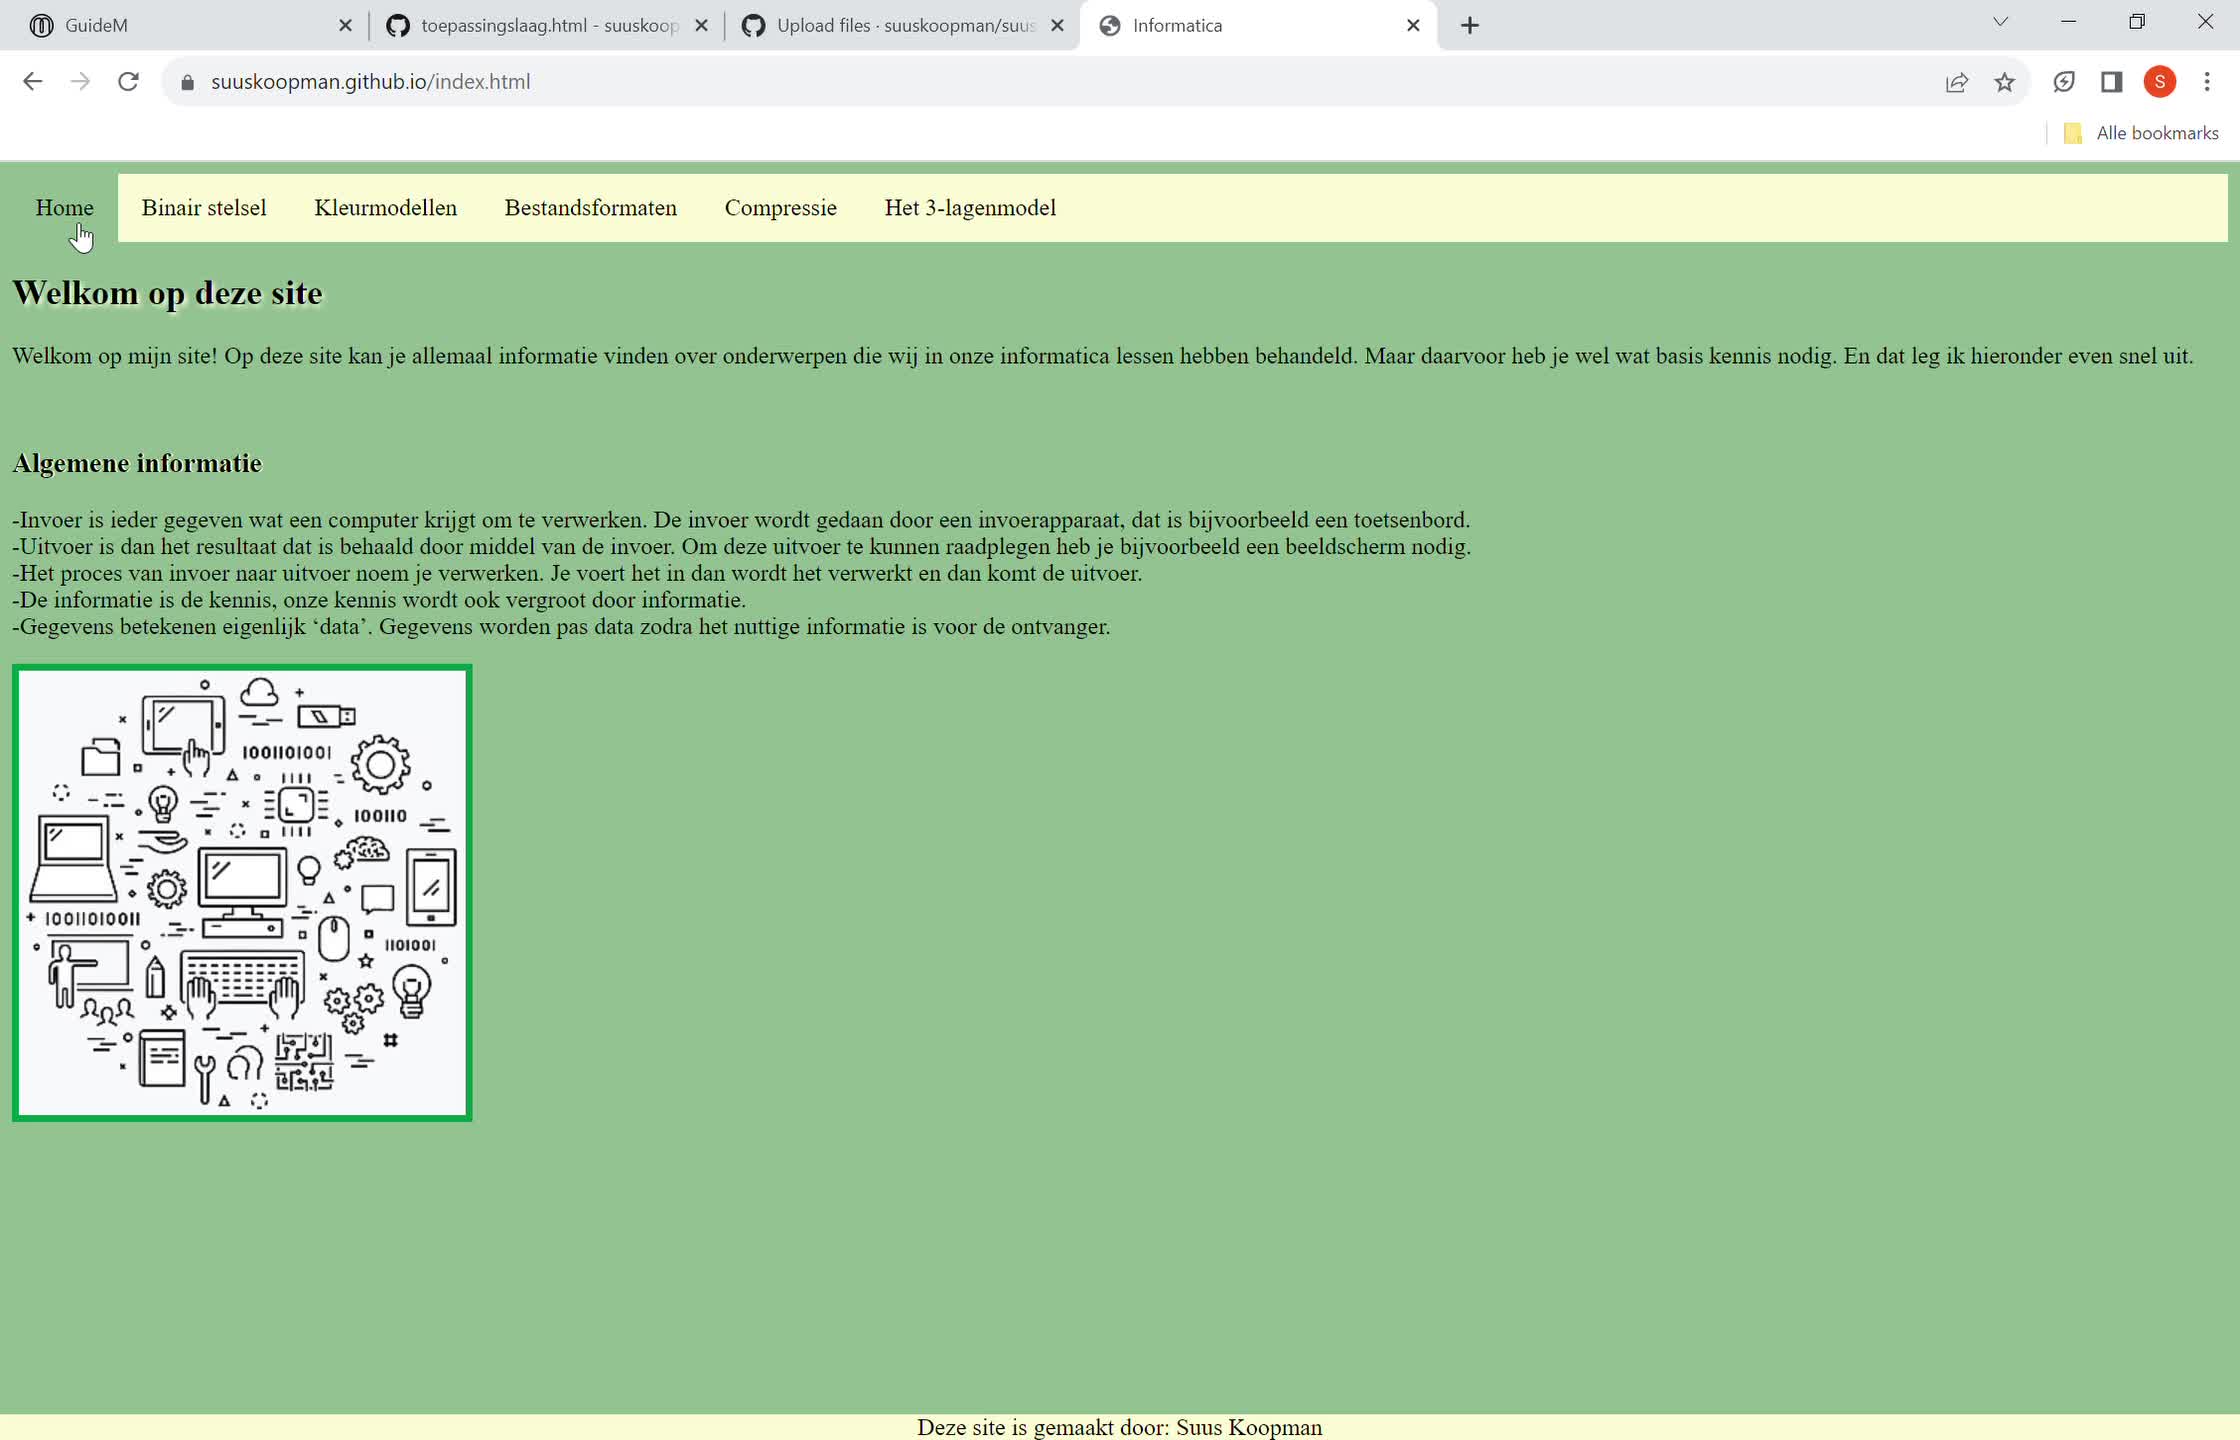 GuideM
toepassingslaag.html - suuskoop
Upload files · suuskoopman/suus
Informatica
suuskoopman.github.io/index.html
S
Alle bookmarks
Home
Binair stelsel
Kleurmodellen
Bestandsformaten
Compressie
Het 3-lagenmodel
Welkom op deze site
Welkom op mijn site! Op deze site kan je allemaal informatie vinden over onderwerpen die wij in onze informatica lessen hebben behandeld. Maar daarvoor heb je wel wat basis kennis nodig. En dat leg ik hieronder even snel uit.
Algemene informatie
-Invoer is ieder gegeven wat een computer krijgt om te verwerken. De invoer wordt gedaan door een invoerapparaat, dat is bijvoorbeeld een toetsenbord.
-Uitvoer is dan het resultaat dat is behaald door middel van de invoer. Om deze uitvoer te kunnen raadplegen heb je bijvoorbeeld een beeldscherm nodig.
-Het proces van invoer naar uitvoer noem je verwerken. Je voert het in dan wordt het verwerkt en dan komt de uitvoer.
-De informatie is de kennis, onze kennis wordt ook vergroot door informatie.
-Gegevens betekenen eigenlijk ‘data’. Gegevens worden pas data zodra het nuttige informatie is voor de ontvanger.
1001101001
100110
10011010011
1101001
Deze site is gemaakt door: Suus Koopman